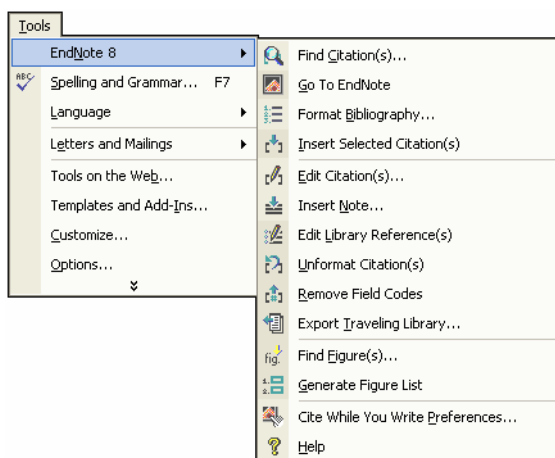 Tools
EndNote 8
ABC
Spelling and Grammar... F7
Language
Letters and Mailings
Tools on the Web...
Templates and Add-Ins...
Customize...
Options...
Find Citation(s)...
Go To EndNote
Format Bibliography...
Insert Selected Citation(s)
Edit Citation(s)...
Insert Note...
Edit Library Reference(s)
Unformat Citation(s)
Remove Field Codes
Export Traveling Library...
fig. Find Figure(s)...
Generate Figure List
Cite While You Write Preferences...
Help